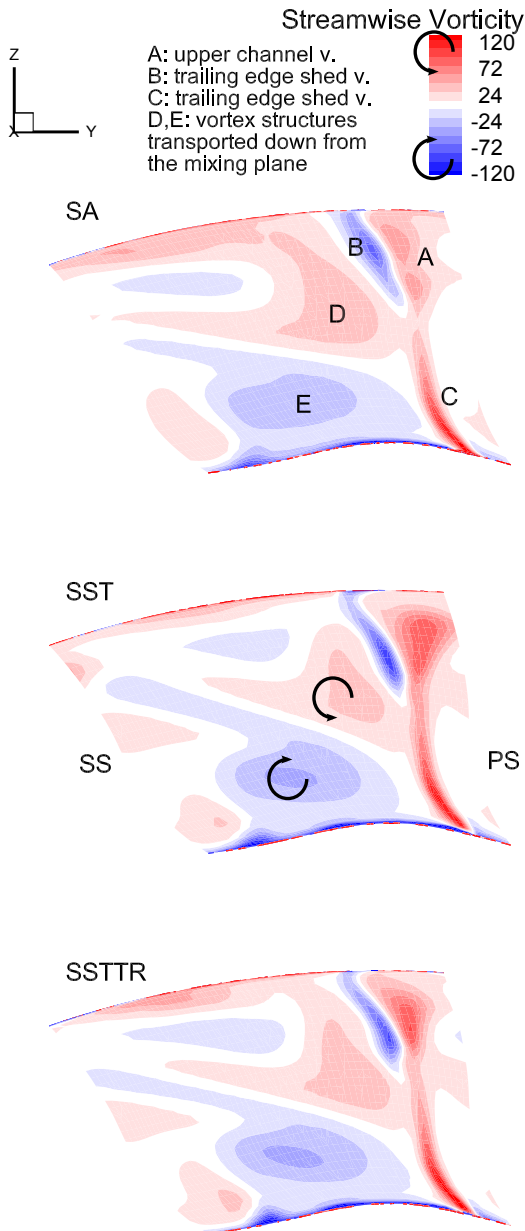 Streamwise Vorticity
120
72
24
-24
-72
-120
Z
X
Y
A: upper channel v.
B: trailing edge shed v.
C: trailing edge shed v.
D,E: vortex structures
transported down from
the mixing plane
SA
B
A
D
E
C
SST
SS
PS
SSTTR